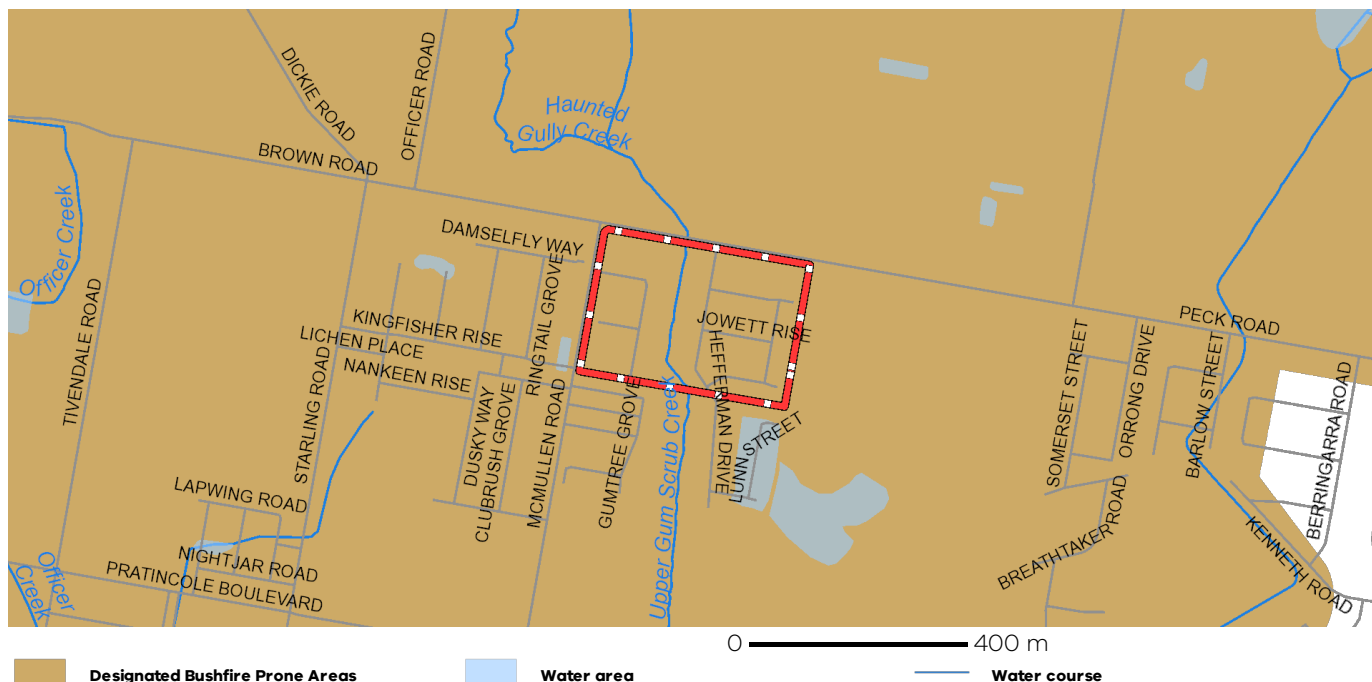 DICKIE ROAD
OFFICER ROAD
Haunted
Gully Creek
BROWN ROAD
Officer Creek
TIVENDALE ROAD
DAMSELFLY WAY
RINGTAIL GROVE
KINGFISHER RISE
LICHEN PLACE
NANKEEN RISE
STARLING ROAD
JOWETT RISE
HEFFERMAN DRIVE
PECK ROAD
SOMERSET STREET
ORRONG DRIVE
BARLOW STREET
BERRINGARRA ROAD
DUSKY WAY
CLUBRUSH GROVE
MCMULLEN ROAD
GUMTREE GROVE
Upper Gum Scrub Creek
LUNN STREET
LAPWING ROAD
NIGHTJAR ROAD
PRATINCOLE BOULEVARD
Officer
Creek
BREATHTAKER ROAD
KENNETH ROAD
0 400 m
Designated Bushfire Prone Areas
Water area
Water course